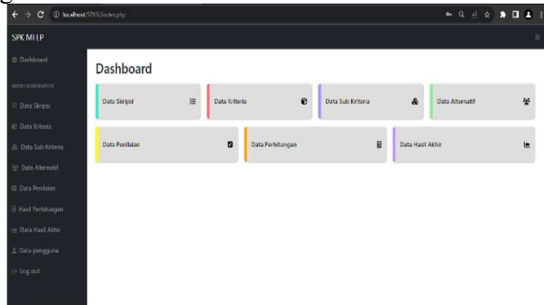 localhost/SPK/index.php
SPK MFEP
Dashboard
Data Skripsi
Data Kriteria
Data Sub Kriteria
Data Alternatif
Data Penilaian
Hasil Perhitungan
Data Hasil Akhir
Data pengguna
Log out
Dashboard
Data Skripsi
Data Kriteria
Data Sub Kriteria
Data Alternatif
Data Penilaian
Data Perhitungan
Data Hasil Akhir